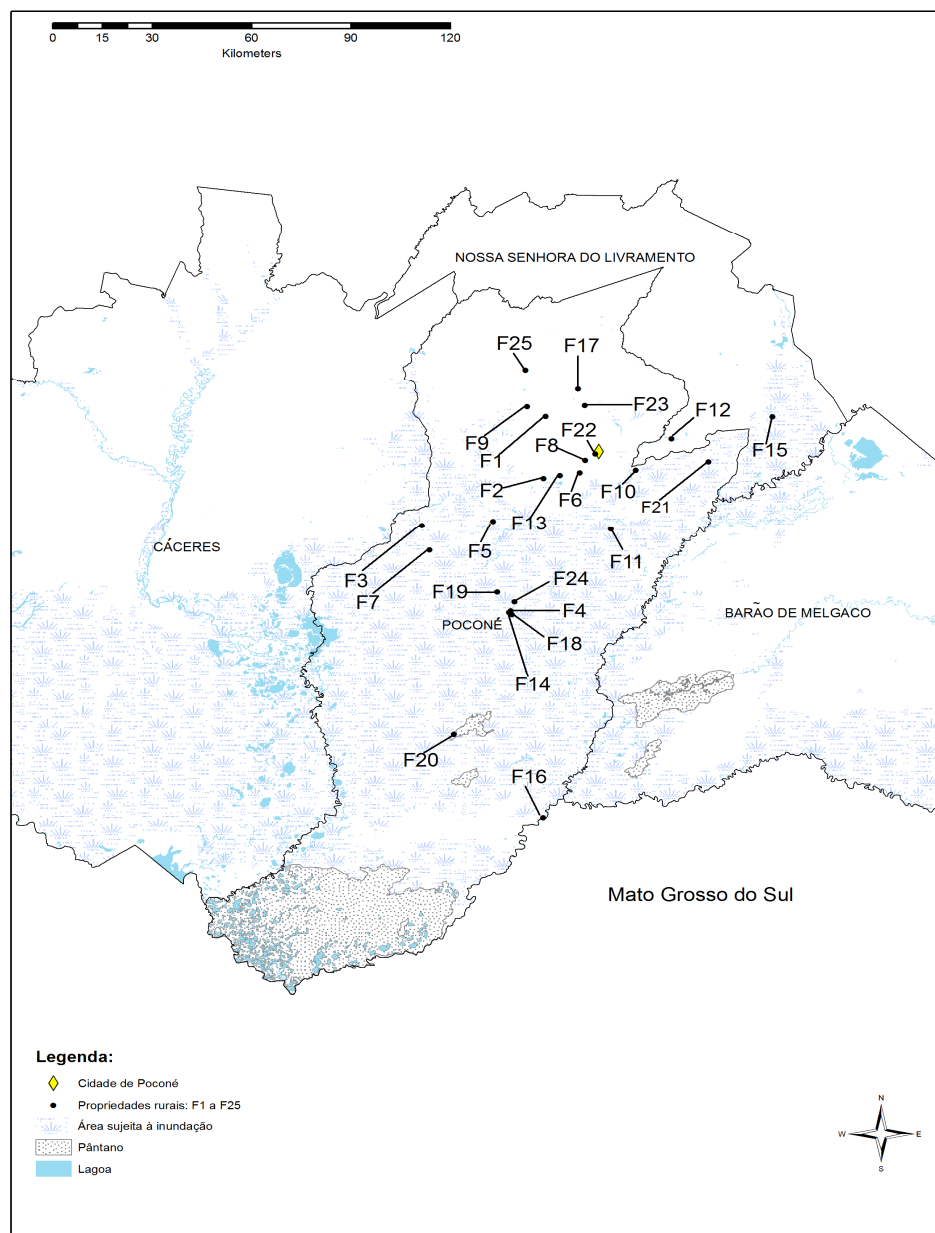 0 15 30 60 90 120
Kilometers
NOSSA SENHORA DO LIVRAMENTO
F25
F17
F23
F12
F22
F9
F8
F15
F1
F2
F10
F6
F21
F13
CÁCERES
F5
F11
F3
F24
F7
F19
F4
BARÃO DE MELGACO
POCONÉ
F18
F14
F20
F16
Mato Grosso do Sul
Legenda:
Cidade de Poconé
Propriedades rurais: F1 a F25
Área sujeita à inundação
Pântano
Lagoa
N
W E
S